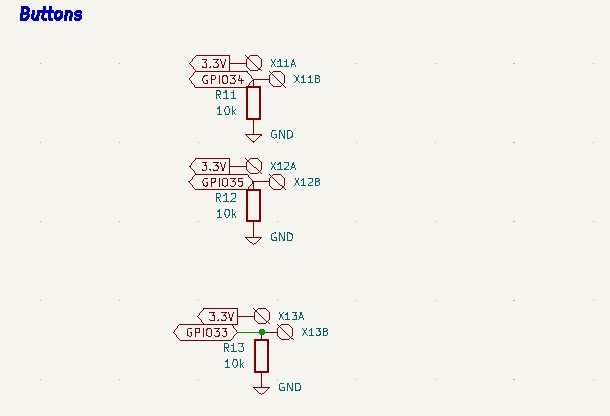 Buttons
3.3V X11A
GPIO34 X11B
R11
10k
GND
3.3V X12A
GPIO35 X12B
R12
10k
GND
3.3V X13A
GPIO33 X13B
R13
10k
GND